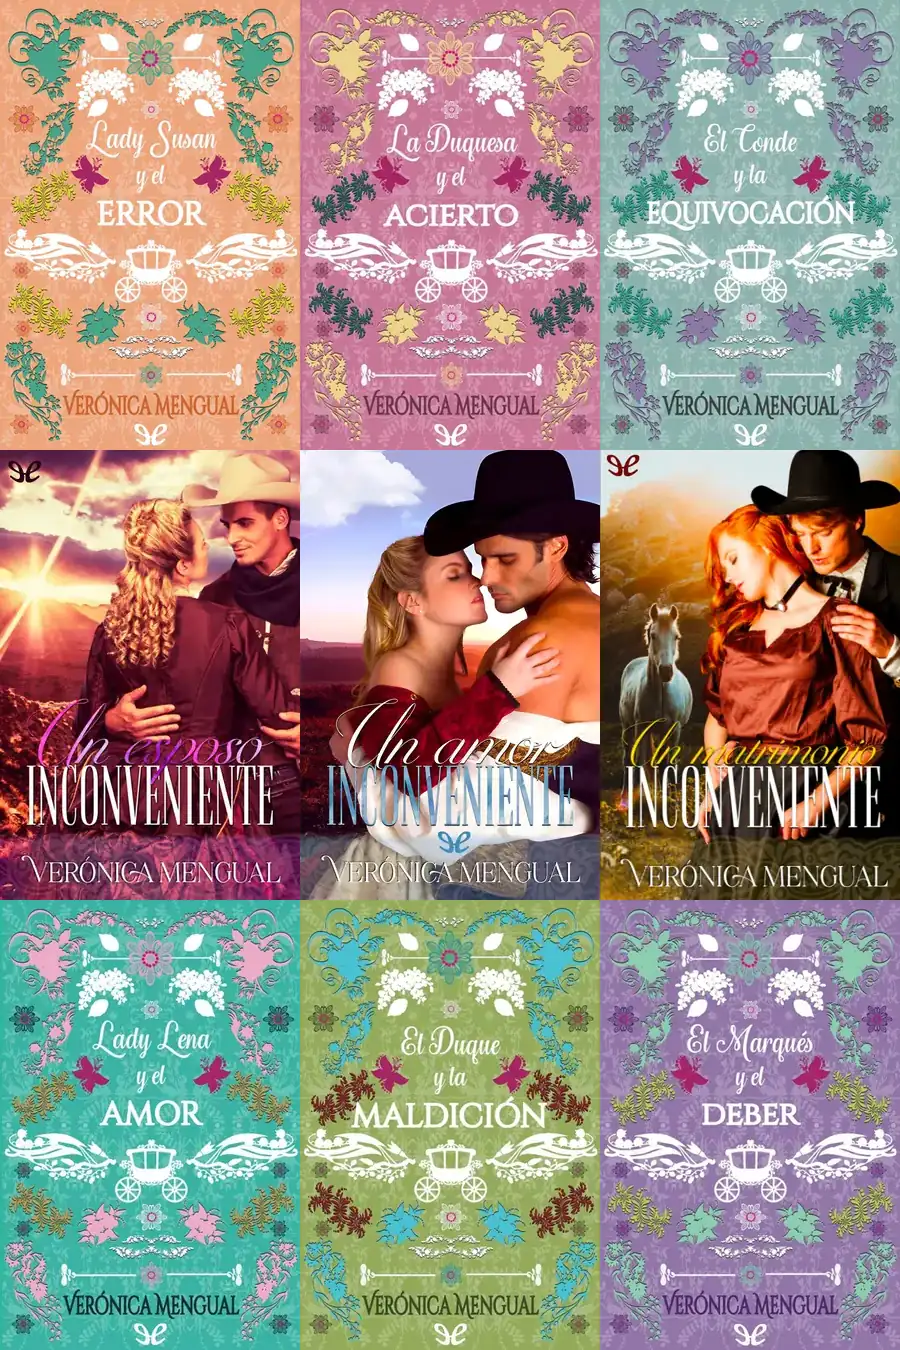 Lady Susan
y el
ERROR
VERÓNICA MENGUAL
La Duquesa
y el
ACIERTO
VERÓNICA MENGUAL
El Conde
y la
EQUIVOCACIÓN
VERÓNICA MENGUAL
Un esposo
INCONVENIENTE
VERÓNICA MENGUAL
Un amor
INCONVENIENTE
VERÓNICA MENGUAL
Un matrimonio
INCONVENIENTE
VERÓNICA MENGUAL
Lady Lena
y el
AMOR
VERÓNICA MENGUAL
El Duque
y la
MALDICIÓN
VERÓNICA MENGUAL
El Marqués
y el
DEBER
VERÓNICA MENGUAL